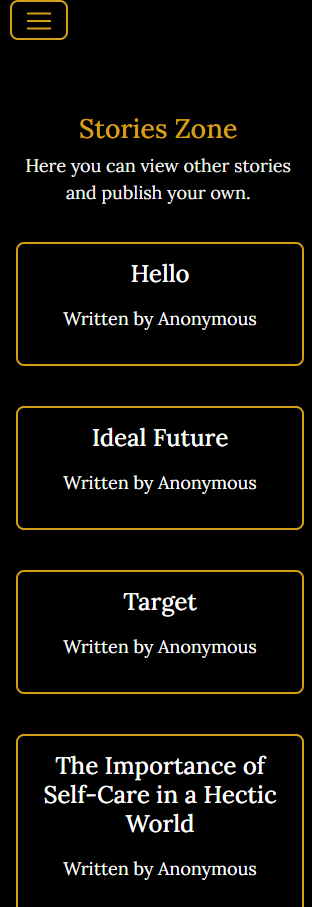 Stories Zone
Here you can view other stories
and publish your own.
Hello
Written by Anonymous
Ideal Future
Written by Anonymous
Target
Written by Anonymous
The Importance of
Self-Care in a Hectic
World
Written by Anonymous